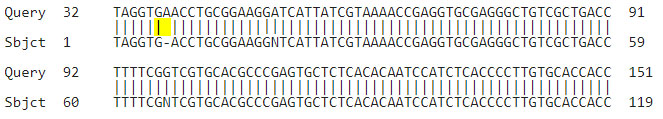 Query 32 TAGGTGAACCTGCGGAAGGATCATTATCGTAAAACCGAGGTGCGAGGGCTGTCGCTGACC 91
Sbjct 1 TAGGTG-ACCTGCGGAAGGNTCATTATCGTAAAACCGAGGTGCGAGGGCTGTCGCTGACC 59
Query 92 TTTTCGGTCGTGCACGCCCGAGTGCTCTCACACAATCCATCTCACCCCTTGTGCACCACC 151
Sbjct 60 TTTTCGNTCGTGCACGCCCGAGTGCTCTCACACAATCCATCTCACCCCTTGTGCACCACC 119